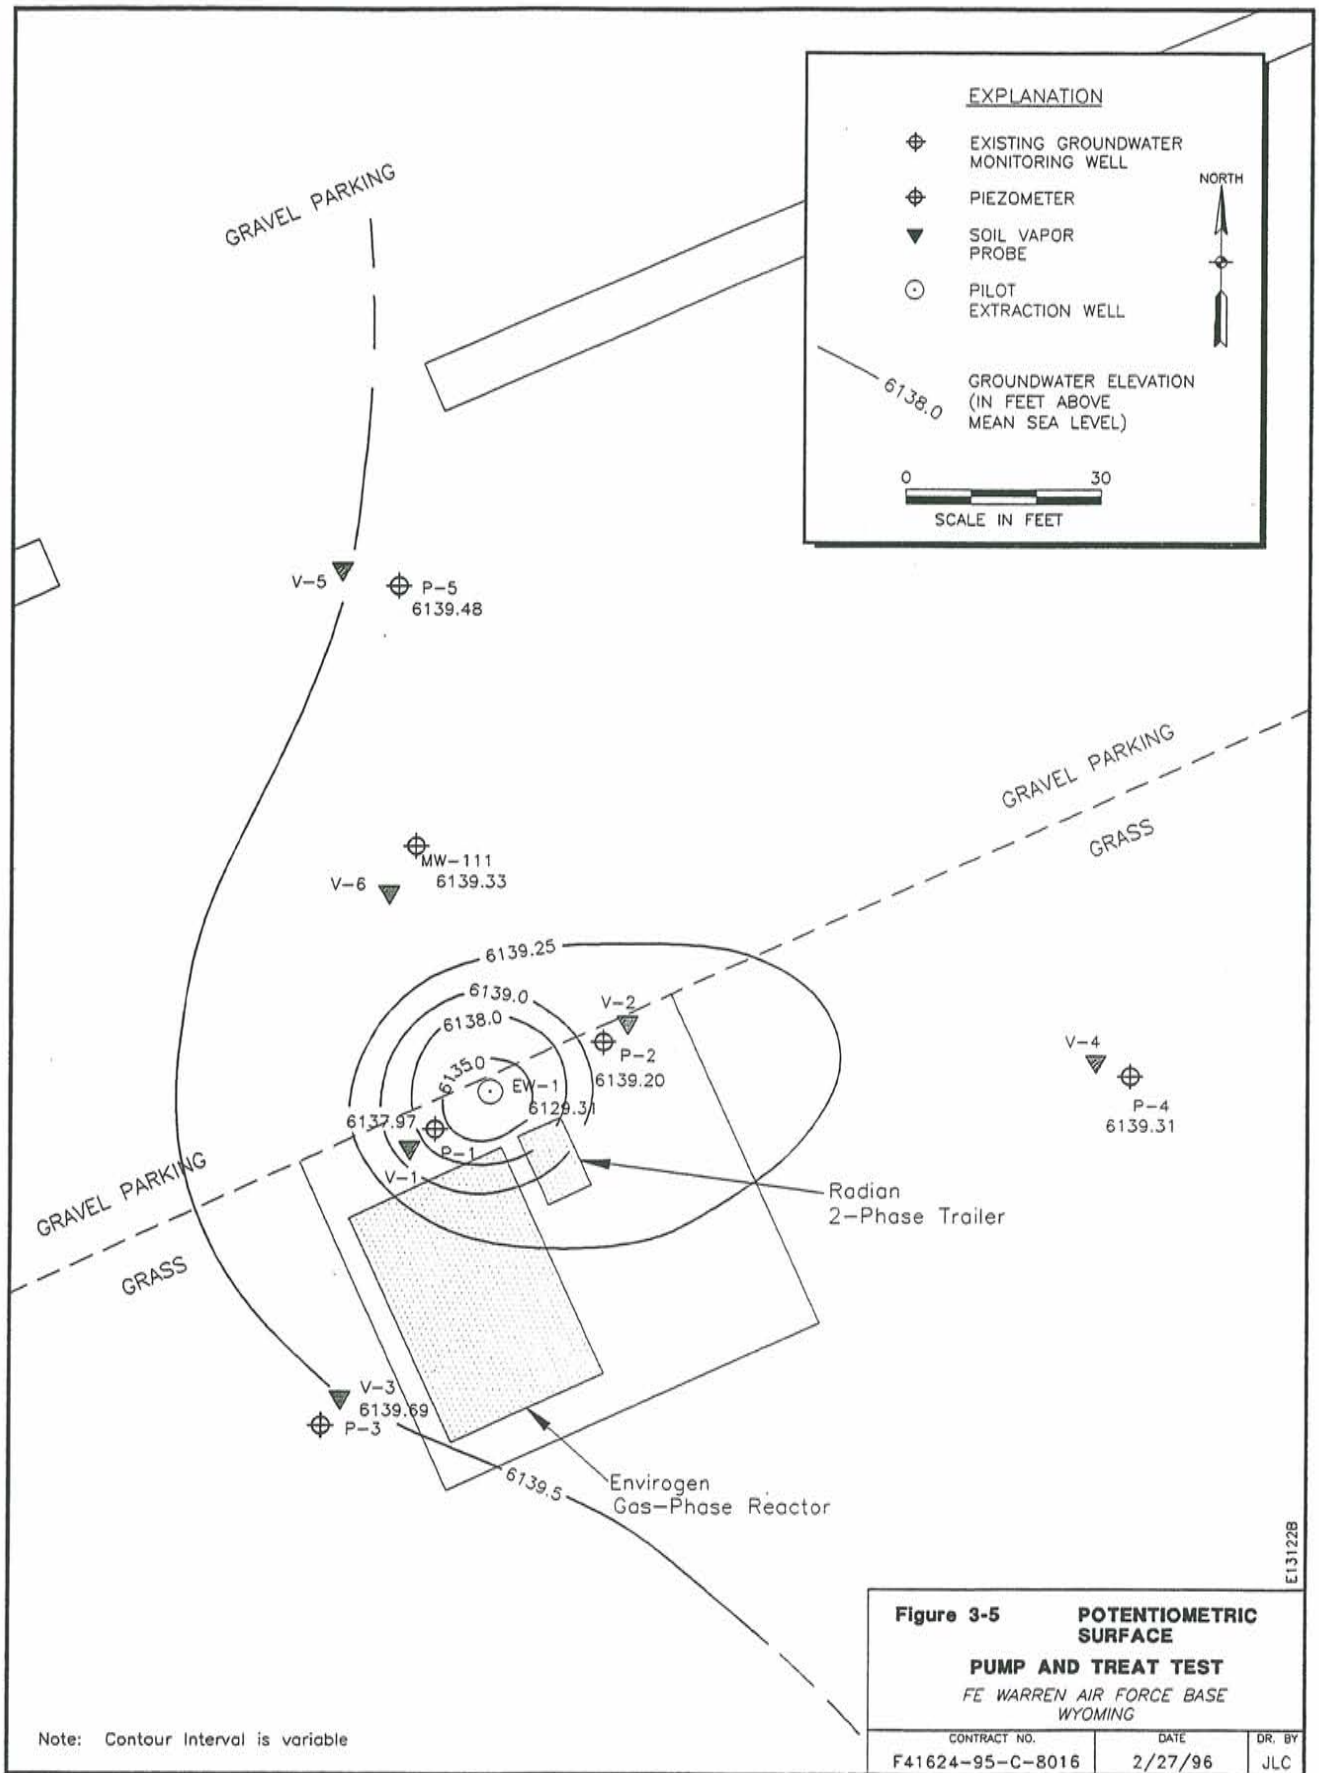 EXPLANATION
EXISTING GROUNDWATER
MONITORING WELL
PIEZOMETER
SOIL VAPOR
PROBE
PILOT
EXTRACTION WELL
6138.0
GROUNDWATER ELEVATION
(IN FEET ABOVE
MEAN SEA LEVEL)
NORTH
0 30
SCALE IN FEET
GRAVEL PARKING
V-5
P-5
6139.48
MW-111
6139.33
V-6
GRAVEL PARKING
GRASS
6139.25
6139.0
6138.0
6135.0
V-2
P-2
6139.20
EW-1
6129.31
6137.97
P-1
V-1
V-4
P-4
6139.31
GRAVEL PARKING
GRASS
Radian
2-Phase Trailer
V-3
6139.69
P-3
6139.5
Envirogen
Gas-Phase Reactor
E13122B
Note: Contour Interval is variable
Figure 3-5 POTENTIOMETRIC
SURFACE
PUMP AND TREAT TEST
FE WARREN AIR FORCE BASE
WYOMING
CONTRACT NO. DATE DR. BY
F41624-95-C-8016 2/27/96 JLC